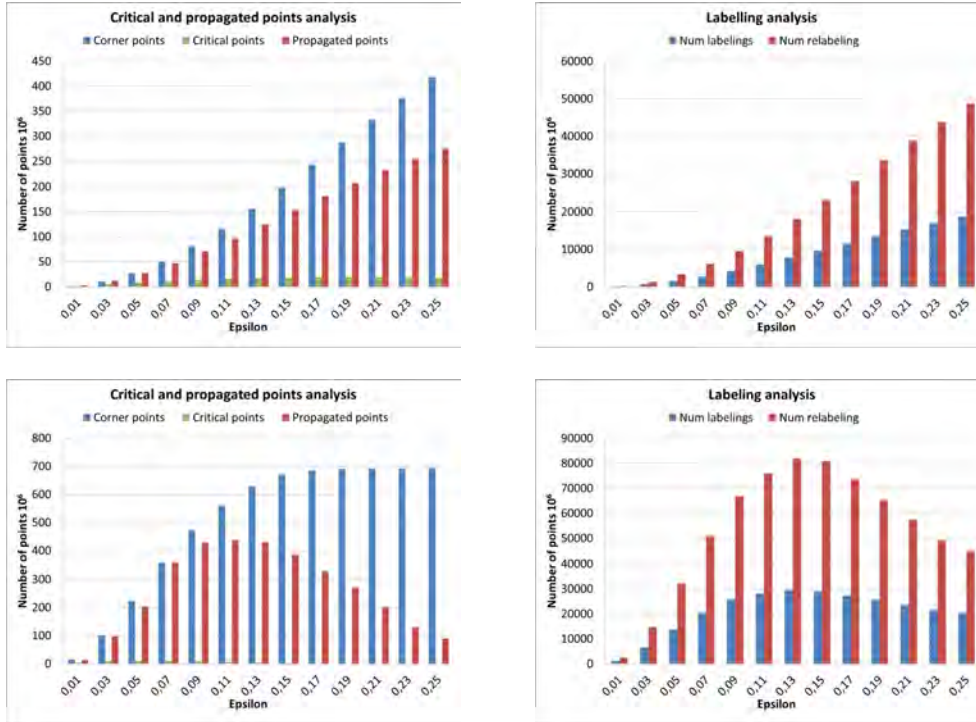 Critical and propagated points analysis
Corner points Critical points Propagated points
Number of points 10⁶
450
400
350
300
250
200
150
100
50
0
0,01 0,03 0,05 0,07 0,09 0,11 0,13 0,15 0,17 0,19 0,21 0,23 0,25
Epsilon
Labelling analysis
Num labelings Num relabeling
Number of points 10⁶
60000
50000
40000
30000
20000
10000
0
0,01 0,03 0,05 0,07 0,09 0,11 0,13 0,15 0,17 0,19 0,21 0,23 0,25
Epsilon
Critical and propagated points analysis
Corner points Critical points Propagated points
Number of points 10⁶
800
700
600
500
400
300
200
100
0
0,01 0,03 0,05 0,07 0,09 0,11 0,13 0,15 0,17 0,19 0,21 0,23 0,25
Epsilon
Labeling analysis
Num labelings Num relabeling
Number of points 10⁶
90000
80000
70000
60000
50000
40000
30000
20000
10000
0
0,01 0,03 0,05 0,07 0,09 0,11 0,13 0,15 0,17 0,19 0,21 0,23 0,25
Epsilon